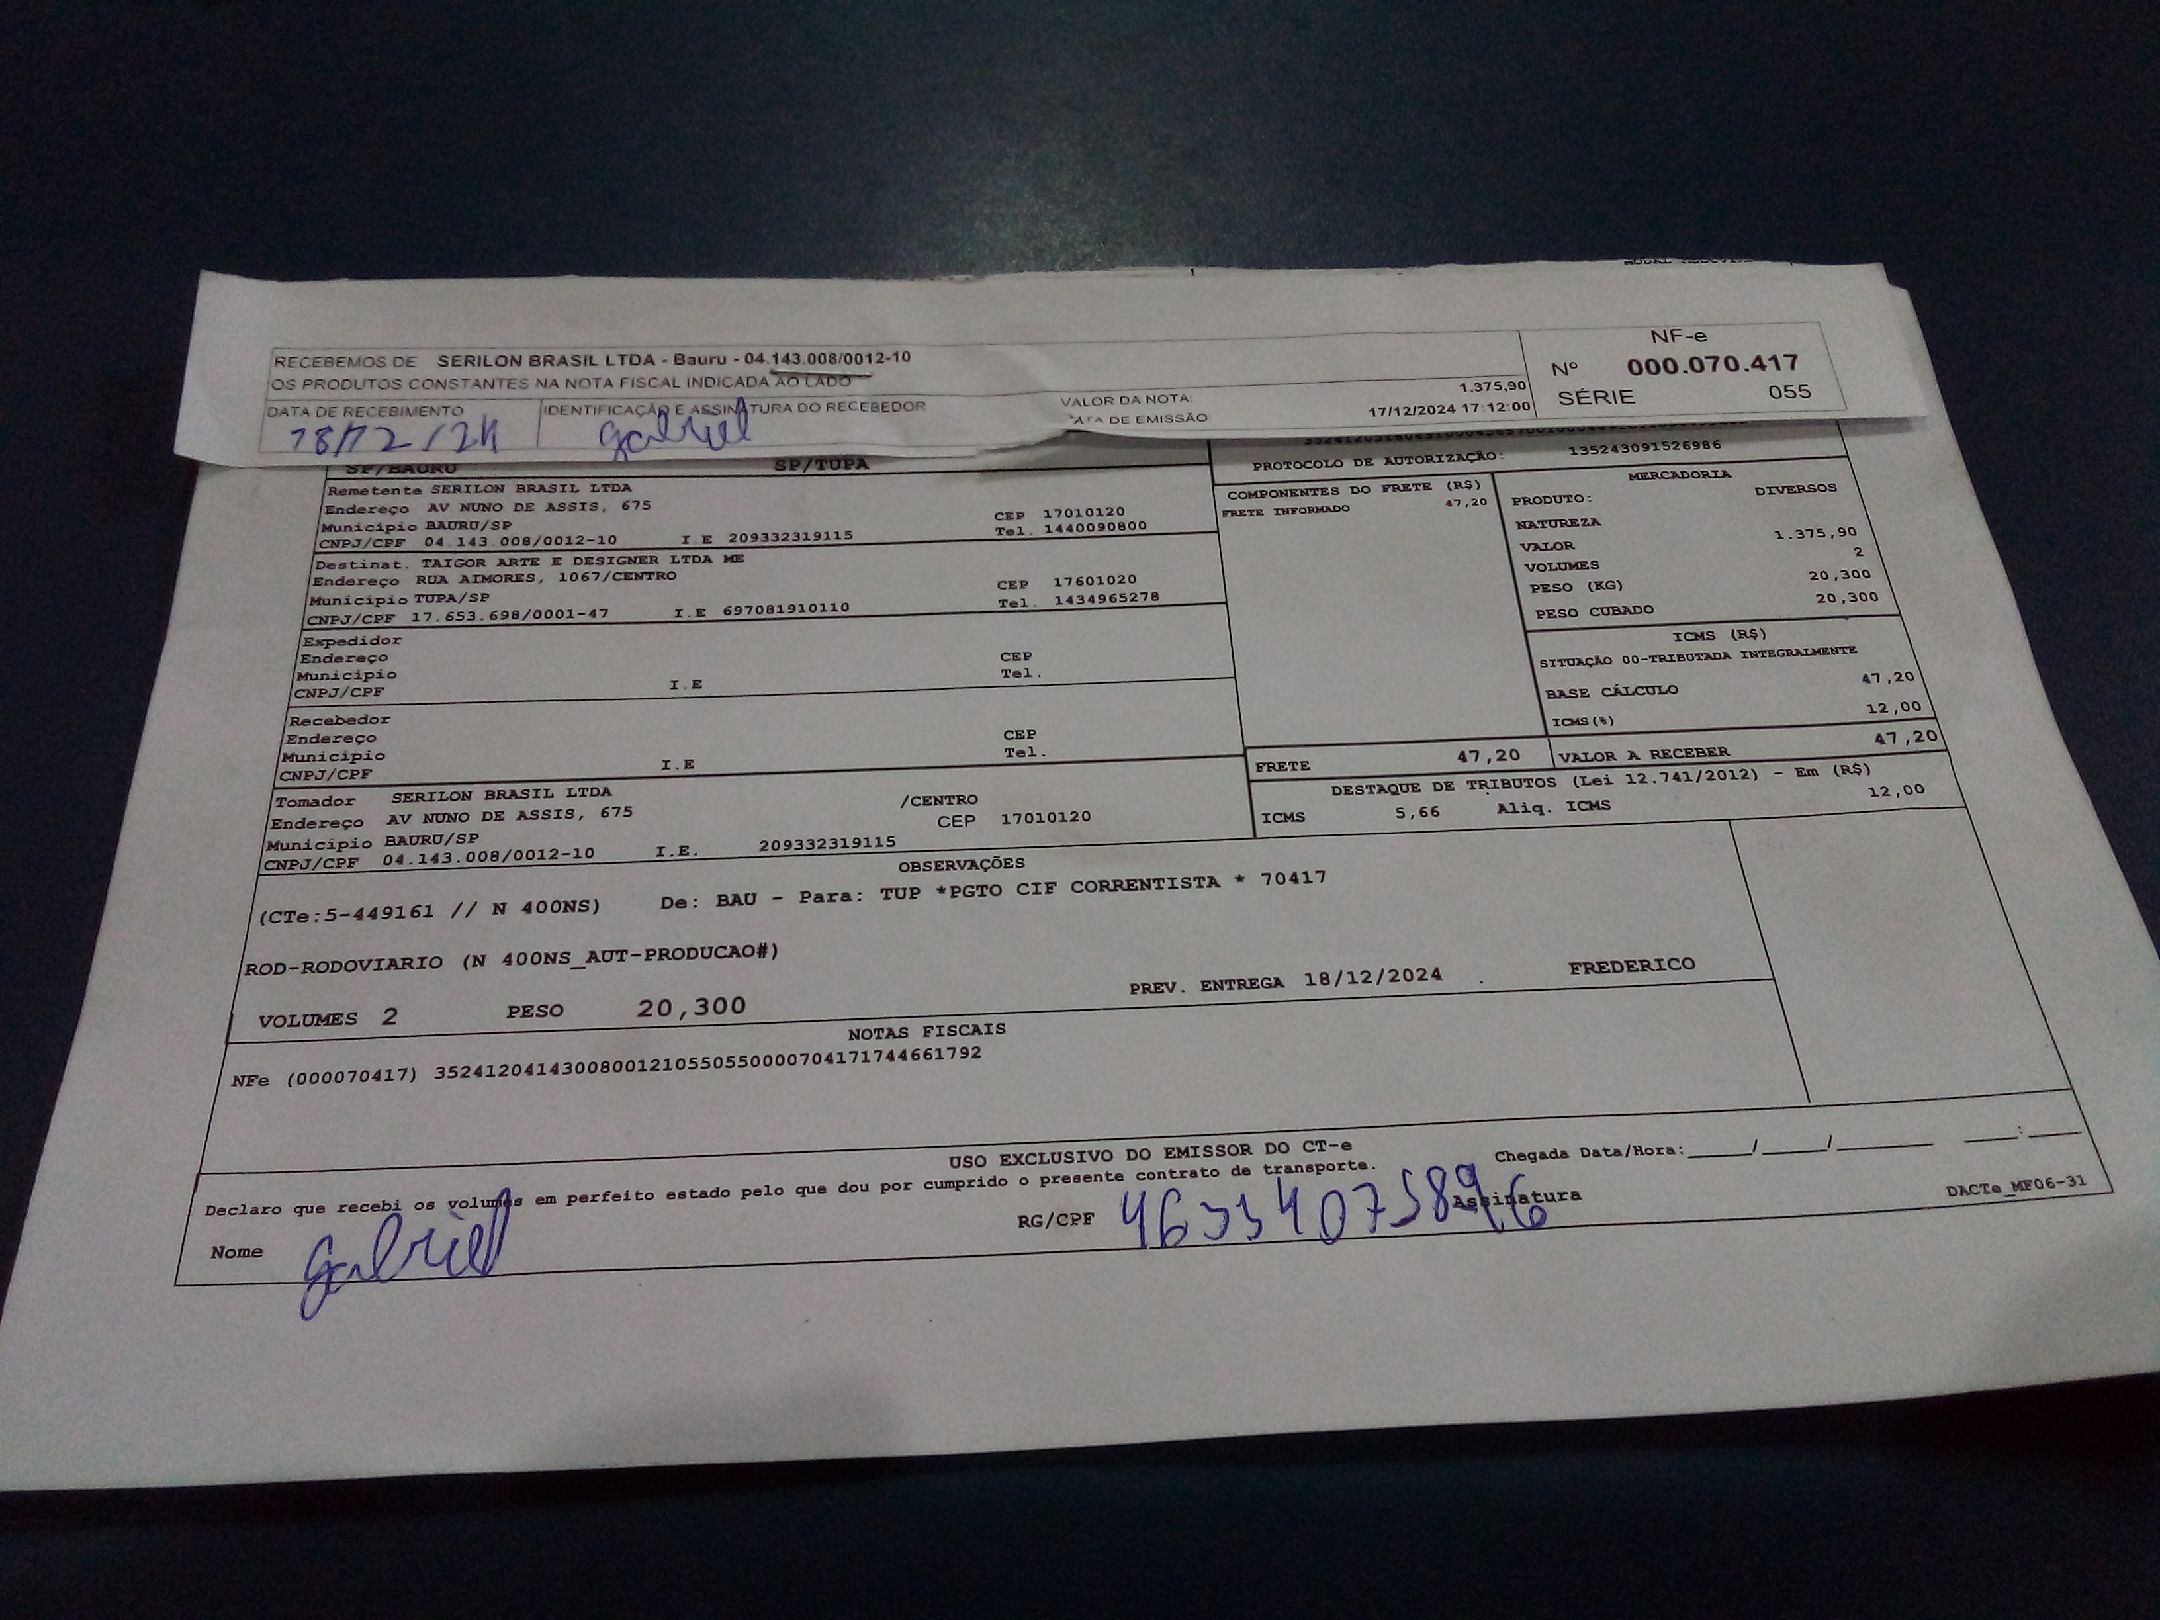 RECEBEMOS DE SERILON BRASIL LTDA - Bauru - 04.143.008/0012-10
OS PRODUTOS CONSTANTES NA NOTA FISCAL INDICADA AO LADO
DATA DE RECEBIMENTO
18/12/24
IDENTIFICAÇÃO E ASSINATURA DO RECEBEDOR
gabriel
VALOR DA NOTA: 1.375,90
DE EMISSÃO 17/12/2024 17:12:00
NF-e
Nº 000.070.417
SÉRIE 055
SP/BAURU SP/TUPA
PROTOCOLO DE AUTORIZAÇÃO: 135243091526986
Remetente SERILON BRASIL LTDA
Endereço AV NUNO DE ASSIS, 675
Municipio BAURU/SP CEP 17010120
CNPJ/CPF 04.143.008/0012-10 I.E 209332319115 Tel. 1440090800
Destinat. TAIGOR ARTE E DESIGNER LTDA ME
Endereço RUA AIMORES, 1067/CENTRO
Municipio TUPA/SP CEP 17601020
CNPJ/CPF 17.653.698/0001-47 I.E 697081910110 Tel. 1434965278
Expedidor
Endereço
Municipio CEP
CNPJ/CPF I.E Tel.
Recebedor
Endereço
Municipio CEP
CNPJ/CPF I.E Tel.
Tomador SERILON BRASIL LTDA
Endereço AV NUNO DE ASSIS, 675 /CENTRO
Municipio BAURU/SP CEP 17010120
CNPJ/CPF 04.143.008/0012-10 I.E. 209332319115
COMPONENTES DO FRETE (R$)
FRETE INFORMADO 47,20
MERCADORIA
PRODUTO: DIVERSOS
NATUREZA
VALOR 1.375,90
VOLUMES 2
PESO (KG) 20,300
PESO CUBADO 20,300
ICMS (R$)
SITUAÇÃO 00-TRIBUTADA INTEGRALMENTE
BASE CÁLCULO 47,20
ICMS(%) 12,00
FRETE 47,20 VALOR A RECEBER 47,20
DESTAQUE DE TRIBUTOS (Lei 12.741/2012) - Em (R$)
ICMS 5,66 Aliq. ICMS 12,00
OBSERVAÇÕES
(CTe:5-449161 // N 400NS) De: BAU - Para: TUP *PGTO CIF CORRENTISTA * 70417
ROD-RODOVIARIO (N 400NS_AUT-PRODUCAO#)
VOLUMES 2 PESO 20,300 PREV. ENTREGA 18/12/2024 . FREDERICO
NOTAS FISCAIS
NFe (000070417) 35241204143008001210550550000704171744661792
USO EXCLUSIVO DO EMISSOR DO CT-e
Declaro que recebi os volumes em perfeito estado pelo que dou por cumprido o presente contrato de transporte.
Chegada Data/Hora:_____/_____/_______ ____:____
Nome gabriel RG/CPF 46334075896 Assinatura
DACTe_MF06-31